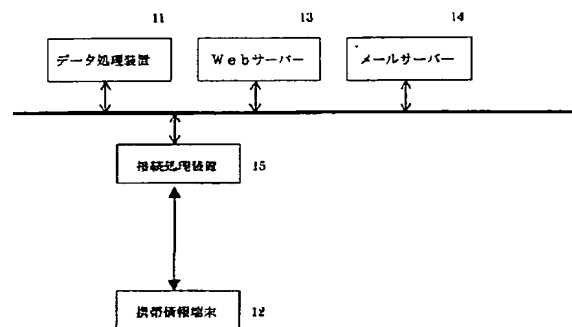 11
13
14
データ処理装置
Webサーバー
メールサーバー
接続処理装置
15
携帯情報端末
12